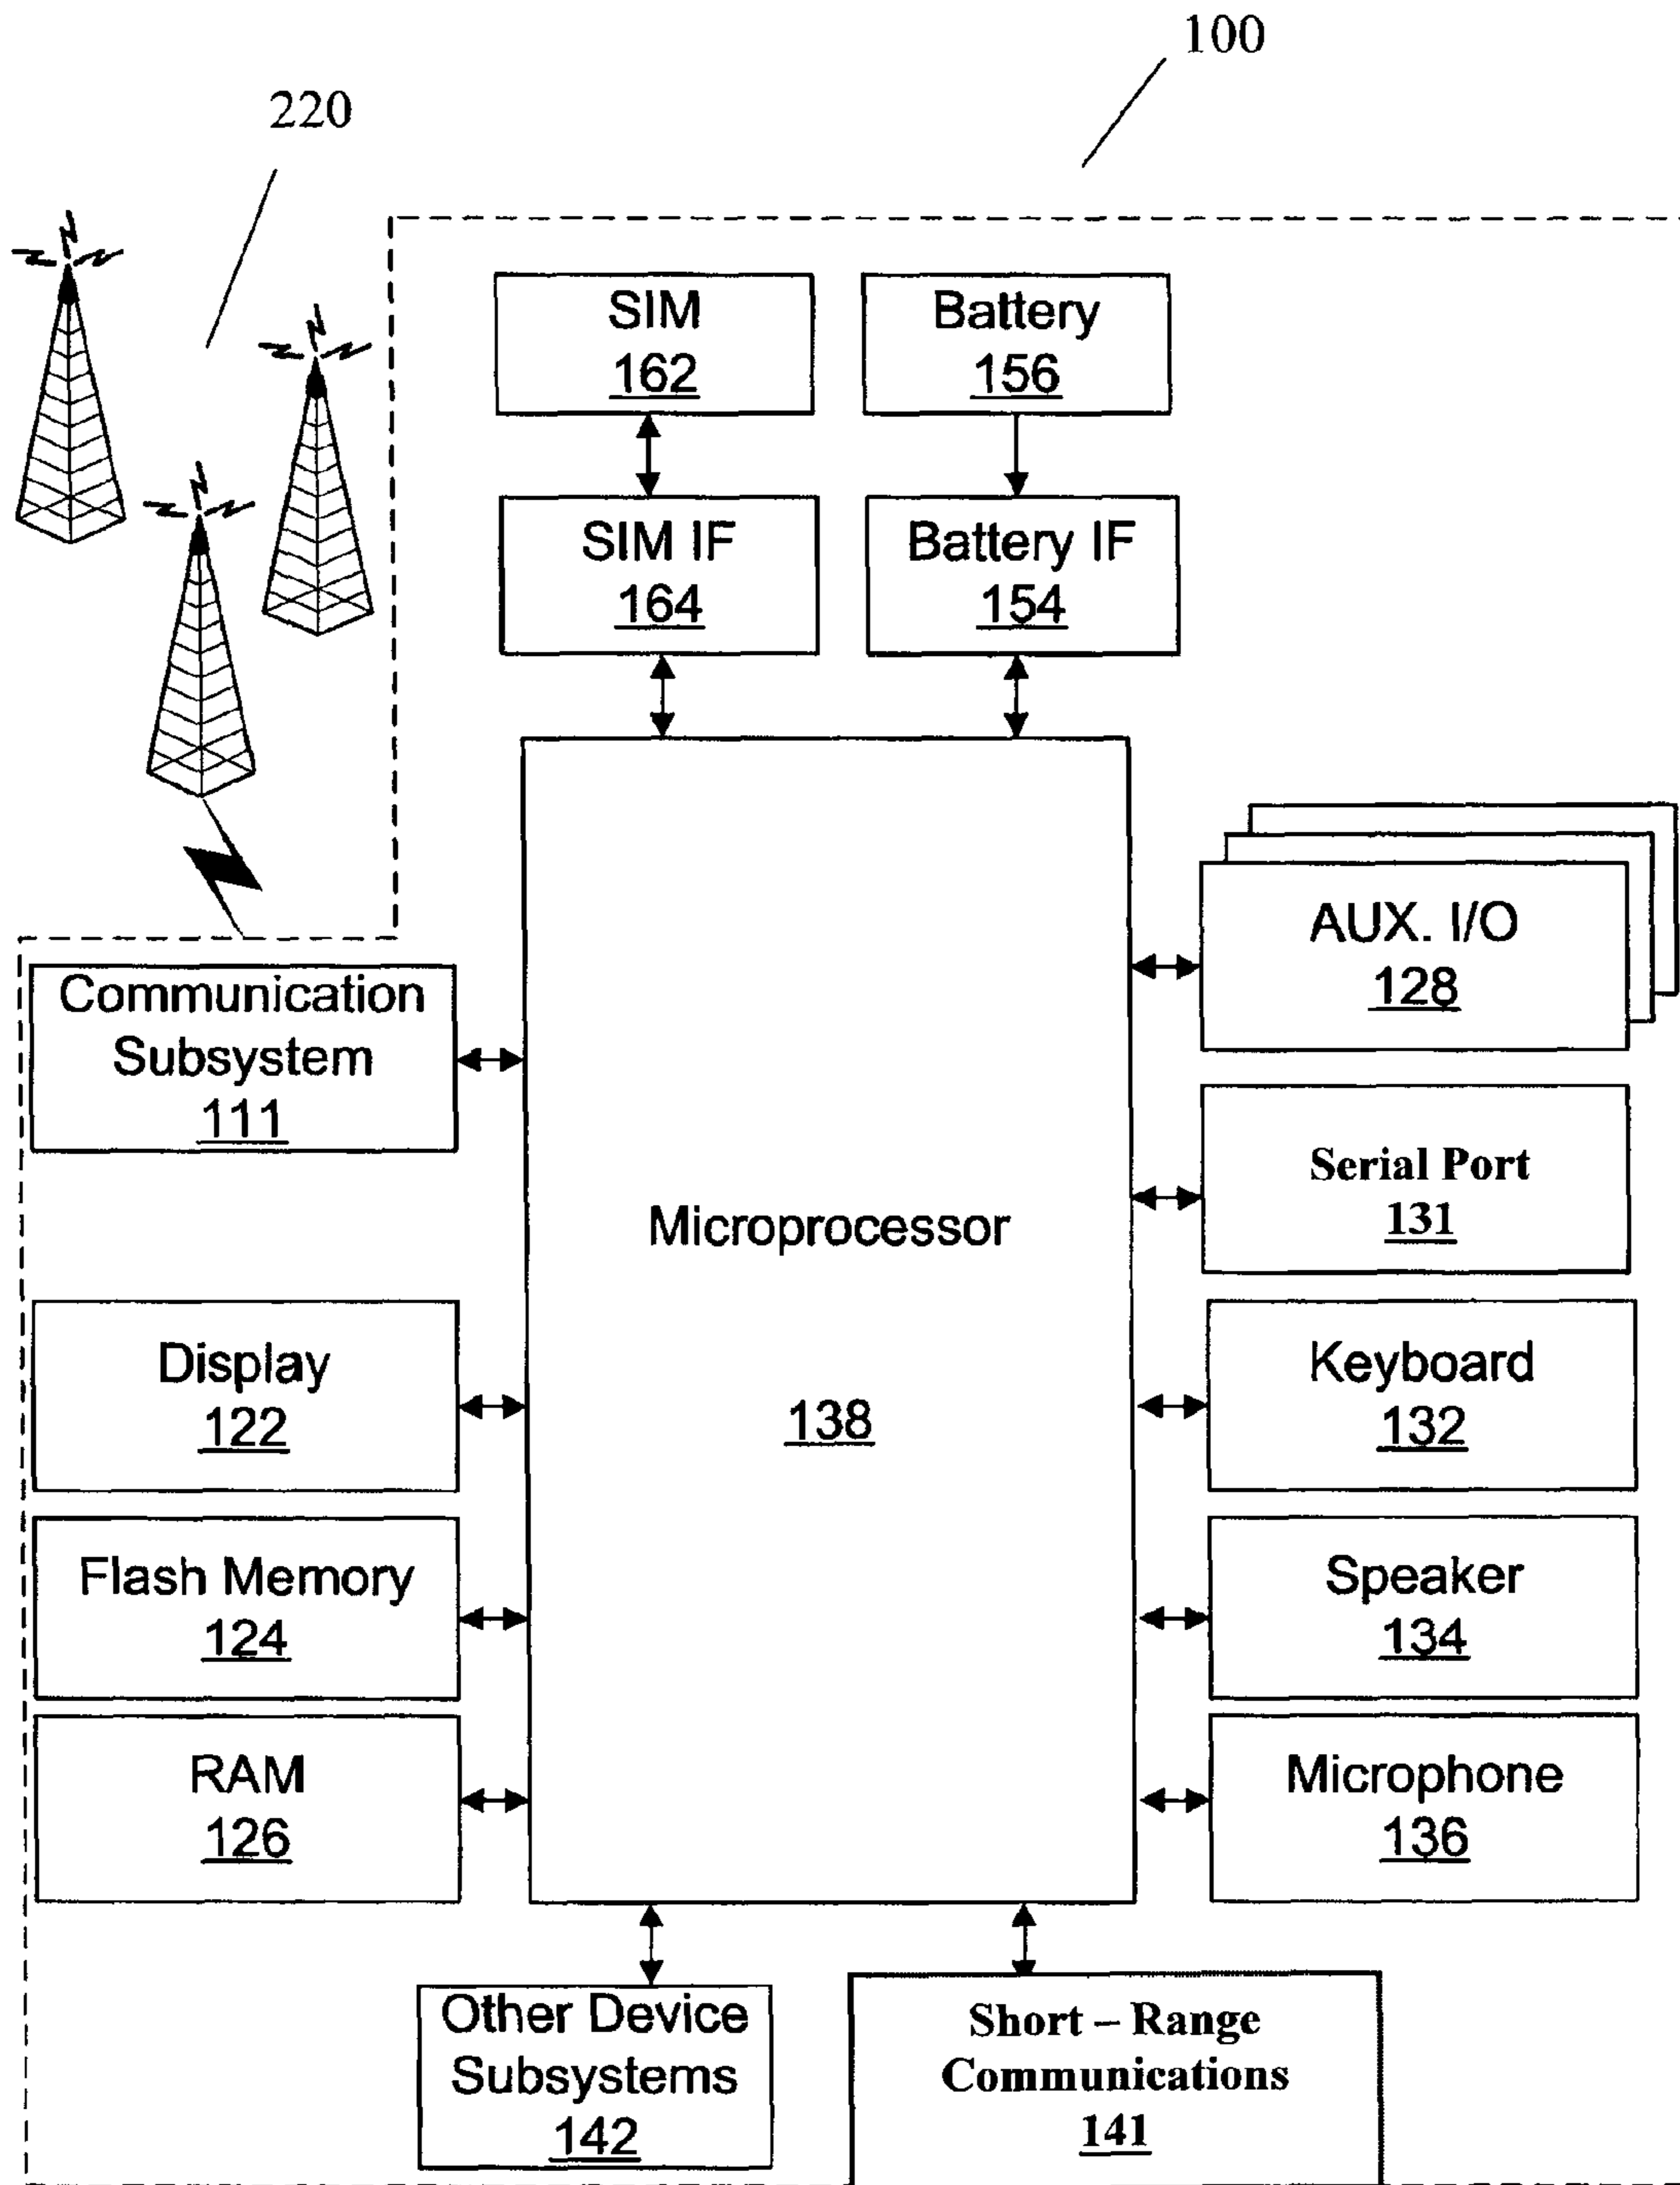 100
220
SIM
162
Battery
156
SIM IF
164
Battery IF
154
AUX. I/O
128
Communication
Subsystem
111
Serial Port
131
Microprocessor
138
Display
122
Keyboard
132
Flash Memory
124
Speaker
134
RAM
126
Microphone
136
Other Device
Subsystems
142
Short – Range
Communications
141